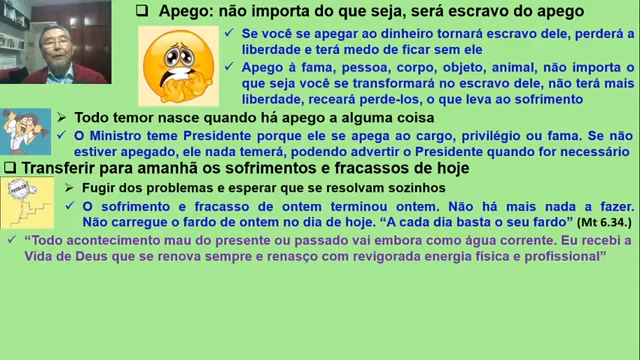 Apego: não importa do que seja, será escravo do apego
Se você se apegar ao dinheiro tornará escravo dele, perderá a
liberdade e terá medo de ficar sem ele
Apego à fama, pessoa, corpo, objeto, animal, não importa o
que seja você se transformará no escravo dele, não terá mais
liberdade, receará perde-los, o que leva ao sofrimento
Todo temor nasce quando há apego a alguma coisa
O Ministro teme Presidente porque ele se apega ao cargo, privilégio ou fama. Se não
estiver apegado, ele nada temerá, podendo advertir o Presidente quando for necessário
Transferir para amanhã os sofrimentos e fracassos de hoje
Fugir dos problemas e esperar que se resolvam sozinhos
O sofrimento e fracasso de ontem terminou ontem. Não há mais nada a fazer.
Não carregue o fardo de ontem no dia de hoje. “A cada dia basta o seu fardo” (Mt 6.34.)
“Todo acontecimento mau do presente ou passado vai embora como água corrente. Eu recebi a
Vida de Deus que se renova sempre e renasço com revigorada energia física e profissional”